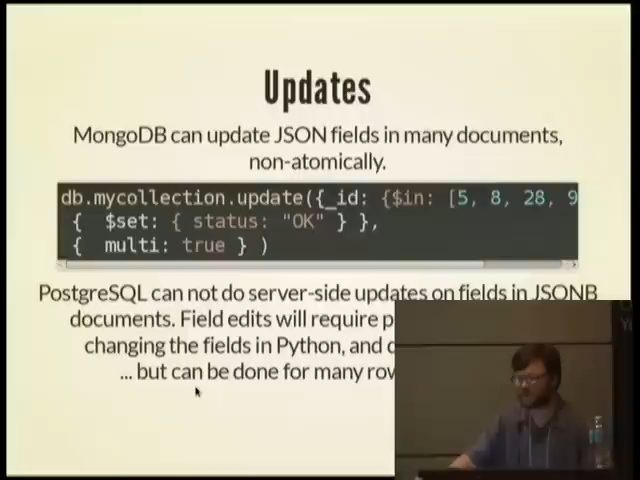 Updates
MongoDB can update JSON fields in many documents,
non-atomically.
db.mycollection.update({_id: {$in: [5, 8, 28, 9
{ $set: { status: "OK" } },
{ multi: true } )
PostgreSQL can not do server-side updates on fields in JSONB
documents. Field edits will require p
changing the fields in Python, and
... but can be done for many row